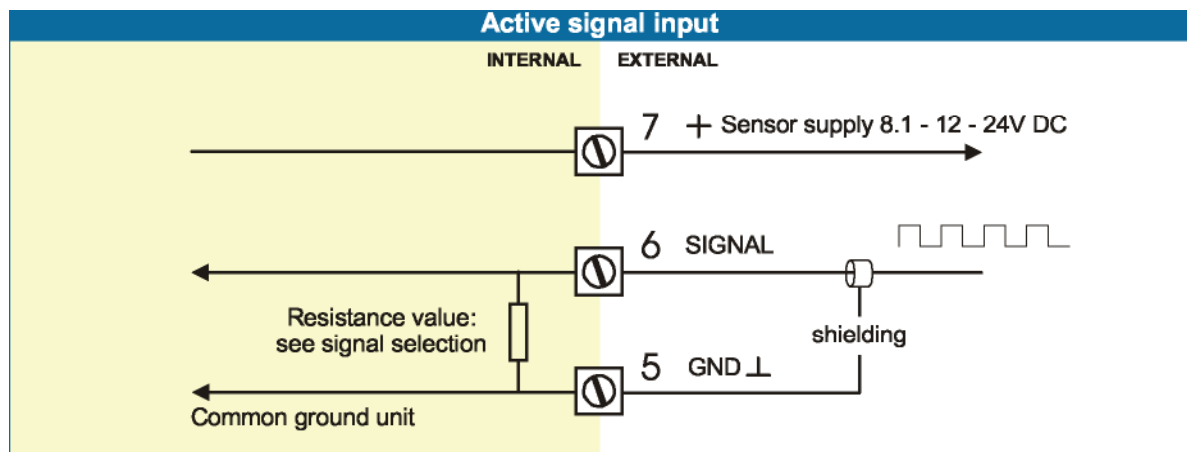 Active signal input
INTERNAL EXTERNAL
7 + Sensor supply 8.1 - 12 - 24V DC
6 SIGNAL
Resistance value:
see signal selection
shielding
5 GND ⊥
Common ground unit